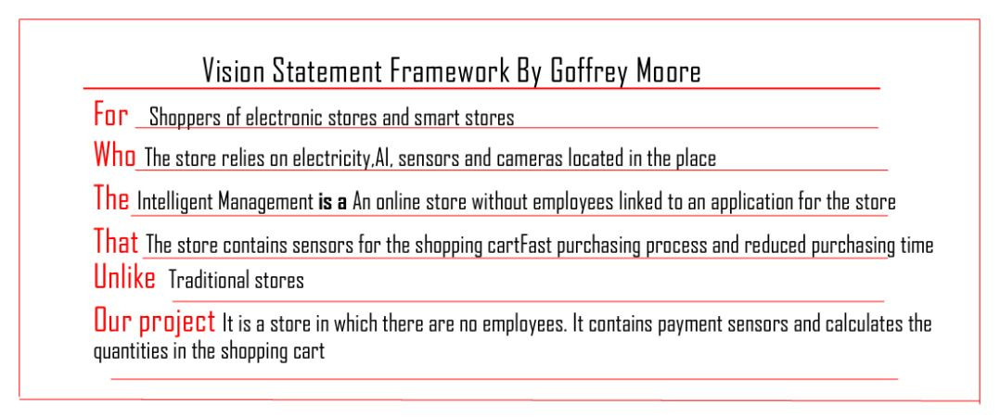 Vision Statement Framework By Goffrey Moore
For Shoppers of electronic stores and smart stores
Who The store relies on electricity,AI, sensors and cameras located in the place
The Intelligent Management is a An online store without employees linked to an application for the store
That The store contains sensors for the shopping cartFast purchasing process and reduced purchasing time
Unlike Traditional stores
Our project It is a store in which there are no employees. It contains payment sensors and calculates the
quantities in the shopping cart